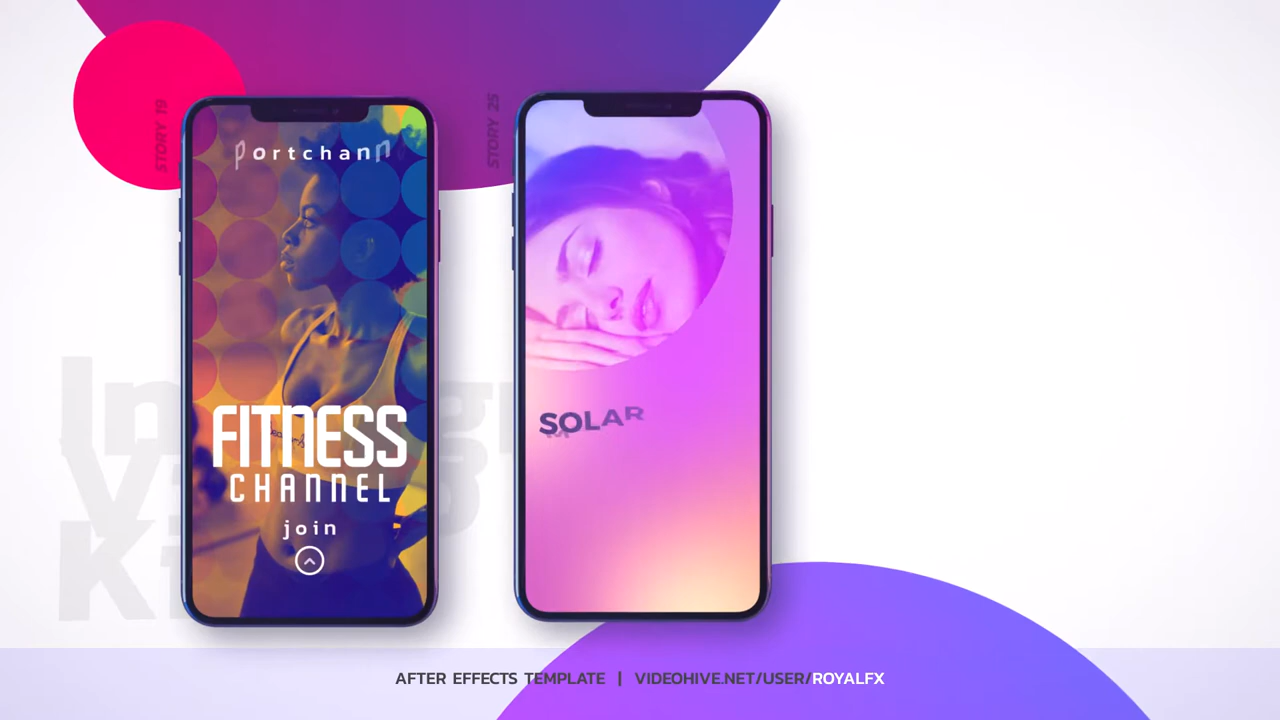 STORY 19
STORY 25
portchann
FITNESS
CHANNEL
join
SOLAR
AFTER EFFECTS TEMPLATE | VIDEOHIVE.NET/USER/ROYALFX